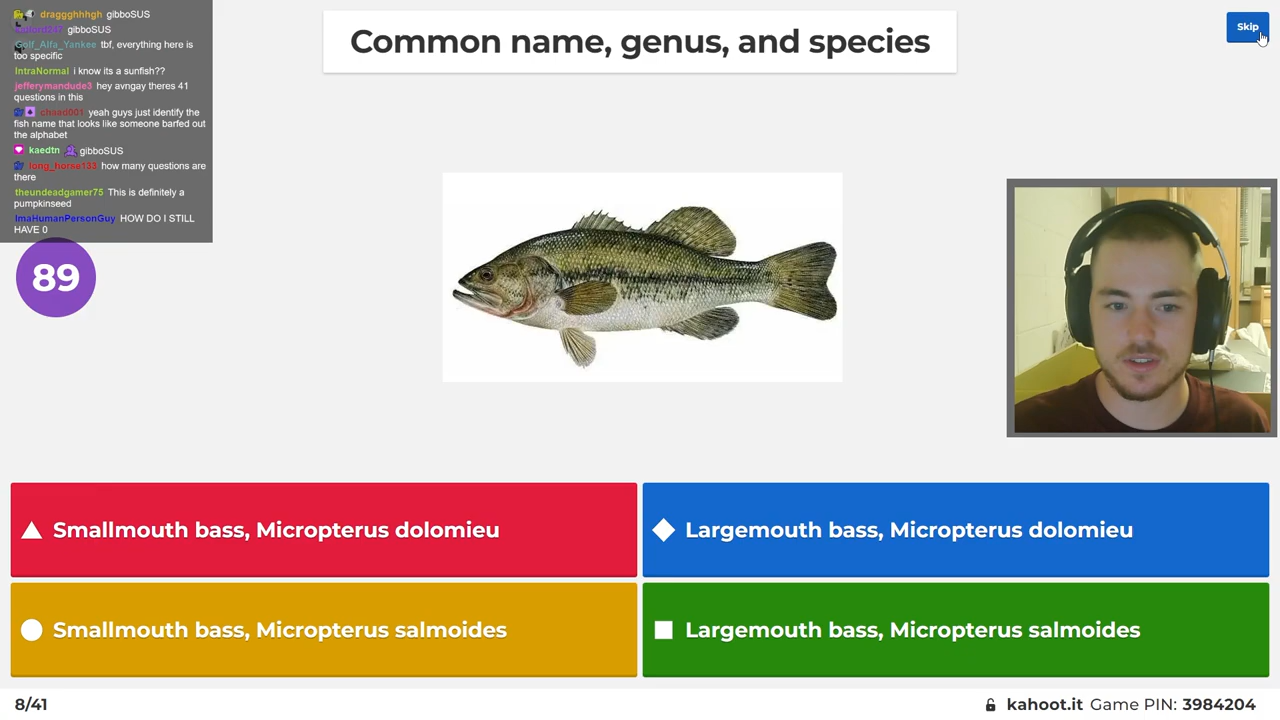 draggghhhgh gibboSUS
gibboSUS
Golf_Alfa_Yankee tbf, everything here is
too specific
IntraNormal i know its a sunfish??
jefferymandude3 hey avngay theres 41
questions in this
chaad001 yeah guys just identify the
fish name that looks like someone barfed out
the alphabet
kaedtn gibboSUS
long_horse133 how many questions are
there
theundeadgamer75 This is definitely a
pumpkinseed
ImaHumanPersonGuy HOW DO I STILL
HAVE 0
Common name, genus, and species
Skip
89
Smallmouth bass, Micropterus dolomieu
Largemouth bass, Micropterus dolomieu
Smallmouth bass, Micropterus salmoides
Largemouth bass, Micropterus salmoides
8/41
kahoot.it Game PIN: 3984204